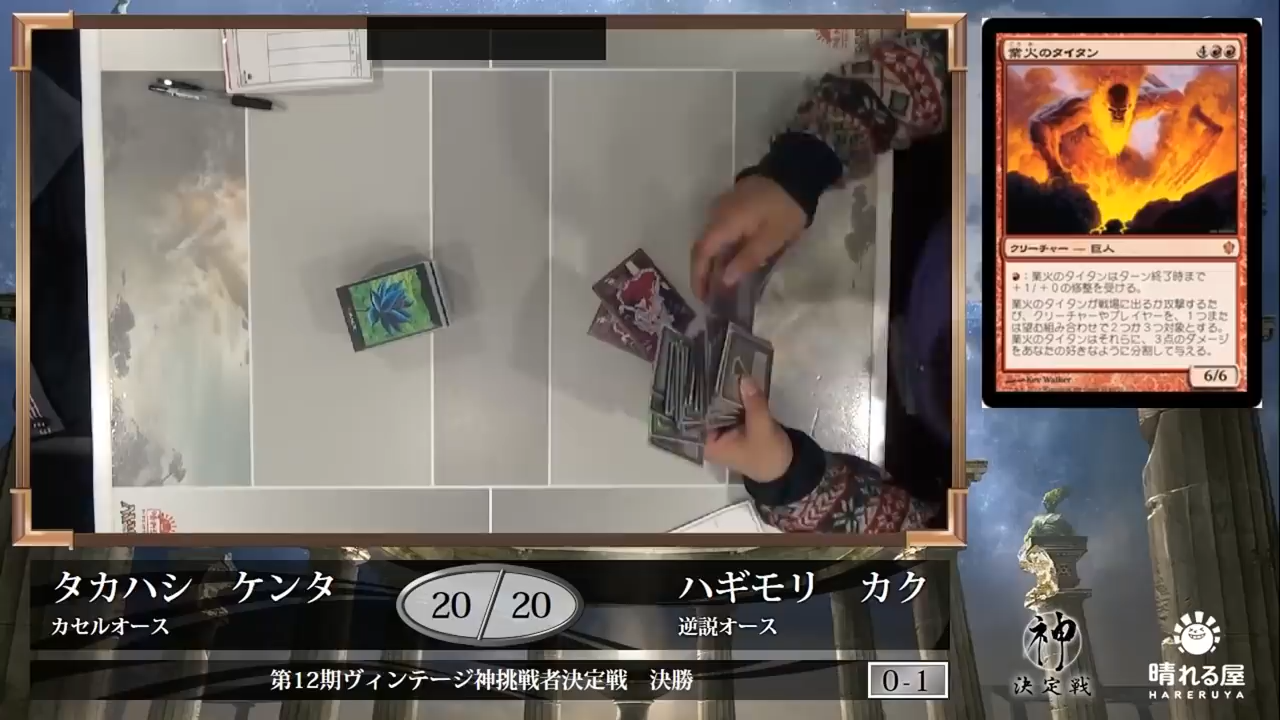 業火のタイタン
4
クリーチャー ― 巨人
：業火のタイタンはターン終了時まで
＋1/＋0の修整を受ける。
業火のタイタンが戦場に出るか攻撃するた
び、クリーチャーやプレイヤーを、1つまた
は望む組み合わせで2つか3つ対象とする。
業火のタイタンはそれらに、3点のダメージ
をあなたの好きなように分割して与える。
Kev Walker
6/6
タカハシ ケンタ
カセルオース
20 / 20
ハギモリ カク
逆説オース
第12期ヴィンテージ神挑戦者決定戦 決勝
0-1
神
決定戦
晴れる屋
HARERUYA